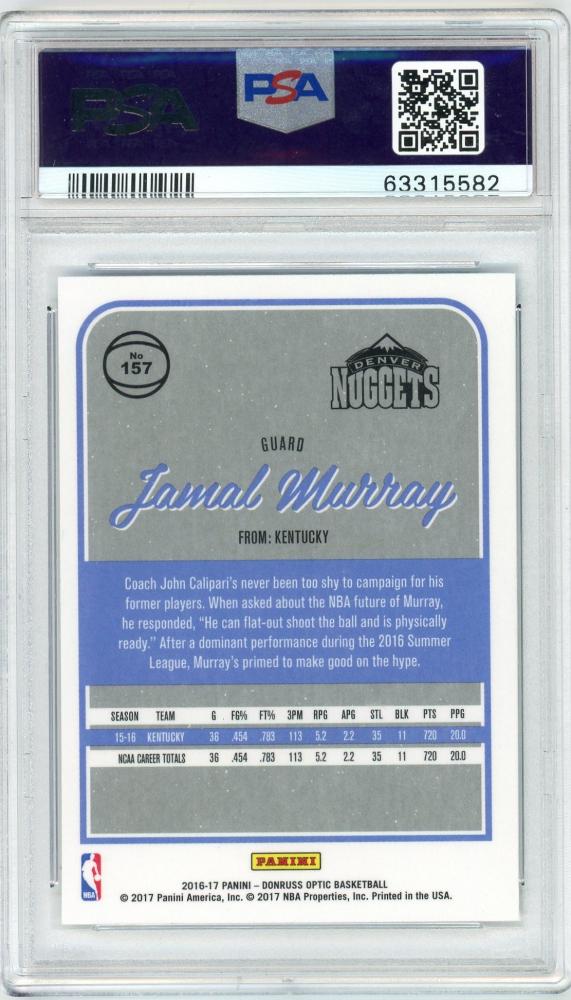 PSA
PSA
63315582
No
157
DENVER
NUGGETS
GUARD
Jamal Murray
FROM: KENTUCKY
Coach John Calipari's never been too shy to campaign for his
former players. When asked about the NBA future of Murray,
he responded, “He can flat-out shoot the ball and is physically
ready.” After a dominant performance during the 2016 Summer
League, Murray's primed to make good on the hype.
SEASON TEAM G FG% FT% 3PM RPG APG STL BLK PTS PPG
15-16 KENTUCKY 36 .454 .783 113 5.2 2.2 35 11 720 20.0
NCAA CAREER TOTALS 36 .454 .783 113 5.2 2.2 35 11 720 20.0
PANINI
NBA
2016-17 PANINI – DONRUSS OPTIC BASKETBALL
© 2017 Panini America, Inc. © 2017 NBA Properties, Inc. Printed in the USA.